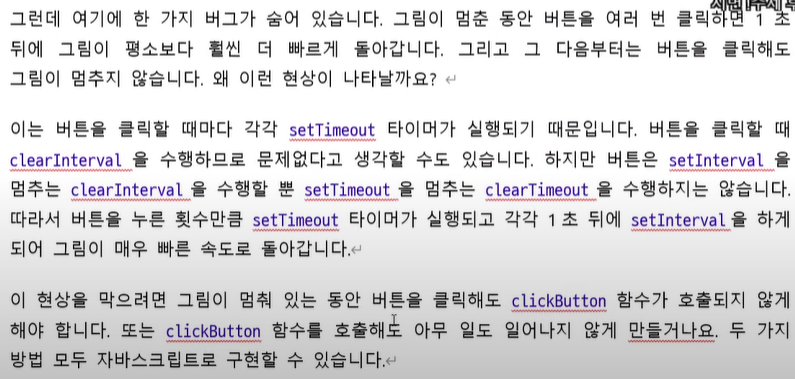 그런데 여기에 한 가지 버그가 숨어 있습니다. 그림이 멈춘 동안 버튼을 여러 번 클릭하면 1 초
뒤에 그림이 평소보다 훨씬 더 빠르게 돌아갑니다. 그리고 그 다음부터는 버튼을 클릭해도
그림이 멈추지 않습니다. 왜 이런 현상이 나타날까요? ↵
이는 버튼을 클릭할 때마다 각각 setTimeout 타이머가 실행되기 때문입니다. 버튼을 클릭할 때
clearInterval 을 수행하므로 문제없다고 생각할 수도 있습니다. 하지만 버튼은 setInterval 을
멈추는 clearInterval 을 수행할 뿐 setTimeout 을 멈추는 clearTimeout 을 수행하지는 않습니다.
따라서 버튼을 누른 횟수만큼 setTimeout 타이머가 실행되고 각각 1 초 뒤에 setInterval 을 하게
되어 그림이 매우 빠른 속도로 돌아갑니다.↵
이 현상을 막으려면 그림이 멈춰 있는 동안 버튼을 클릭해도 clickButton 함수가 호출되지 않게
해야 합니다. 또는 clickButton 함수를 호출해도 아무 일도 일어나지 않게 만들거나요. 두 가지
방법 모두 자바스크립트로 구현할 수 있습니다.↵